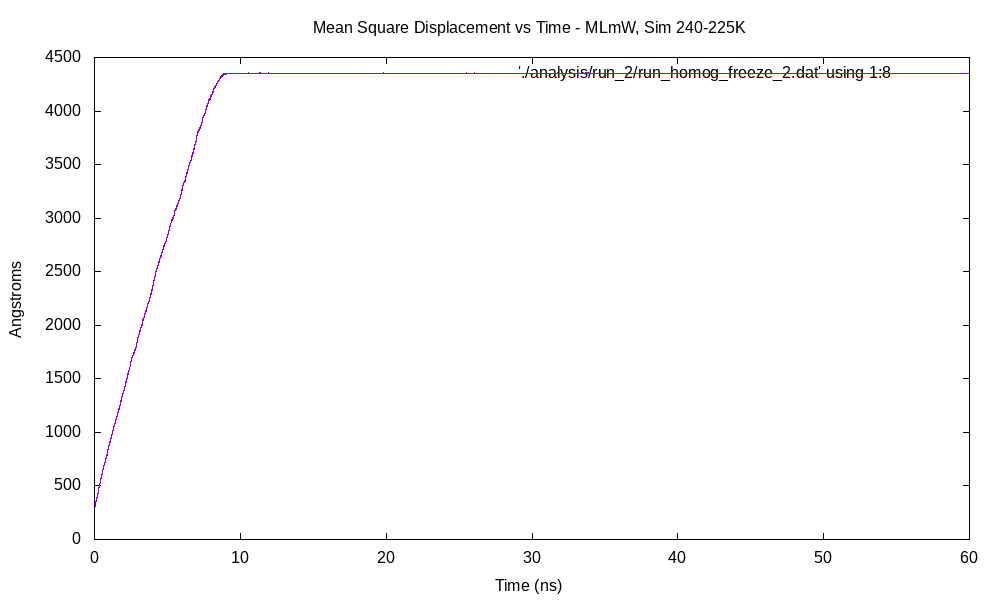 Mean Square Displacement vs Time - MLmW, Sim 240-225K
4500
'./analysis/run_2/run_homog_freeze_2.dat' using 1:8
4000
3500
3000
2500
2000
1500
1000
500
0
Angstroms
0 10 20 30 40 50 60
Time (ns)